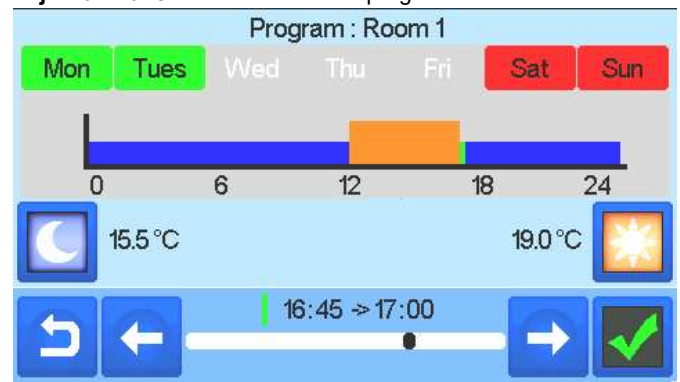 Program : Room 1
Mon Tues Wed Thu Fri Sat Sun
0 6 12 18 24
15.5 °C 19.0 °C
16:45 -> 17:00